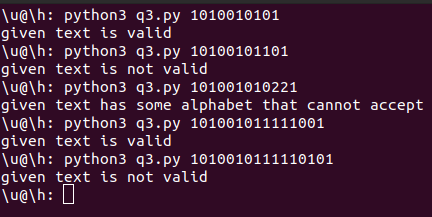 \u@\h: python3 q3.py 1010010101
given text is valid
\u@\h: python3 q3.py 10100101101
given text is not valid
\u@\h: python3 q3.py 101001010221
given text has some alphabet that cannot accept
\u@\h: python3 q3.py 101001011111001
given text is valid
\u@\h: python3 q3.py 1010010111110101
given text is not valid
\u@\h: